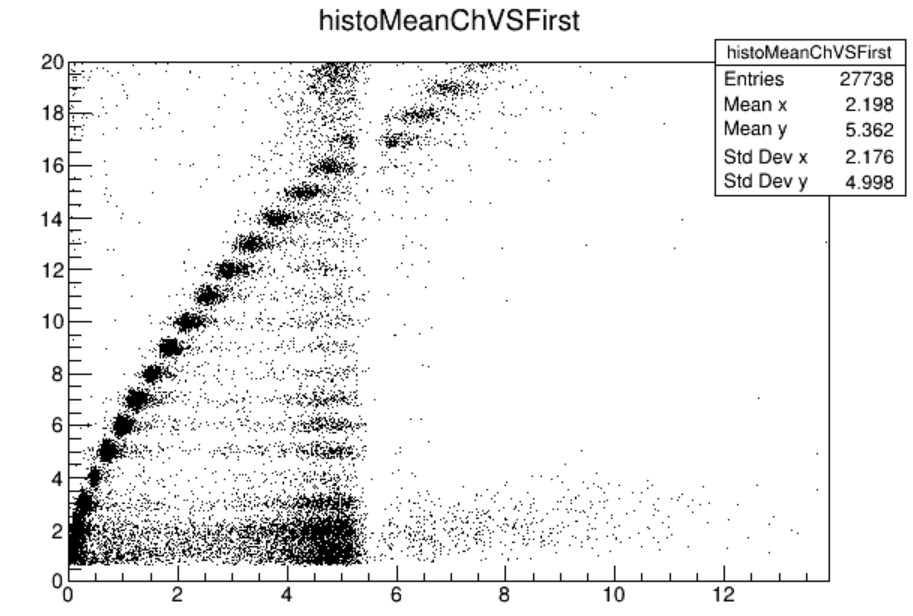 histoMeanChVSFirst
histoMeanChVSFirst
Entries 27738
Mean x 2.198
Mean y 5.362
Std Dev x 2.176
Std Dev y 4.998
20
18
16
14
12
10
8
6
4
2
0
0 2 4 6 8 10 12